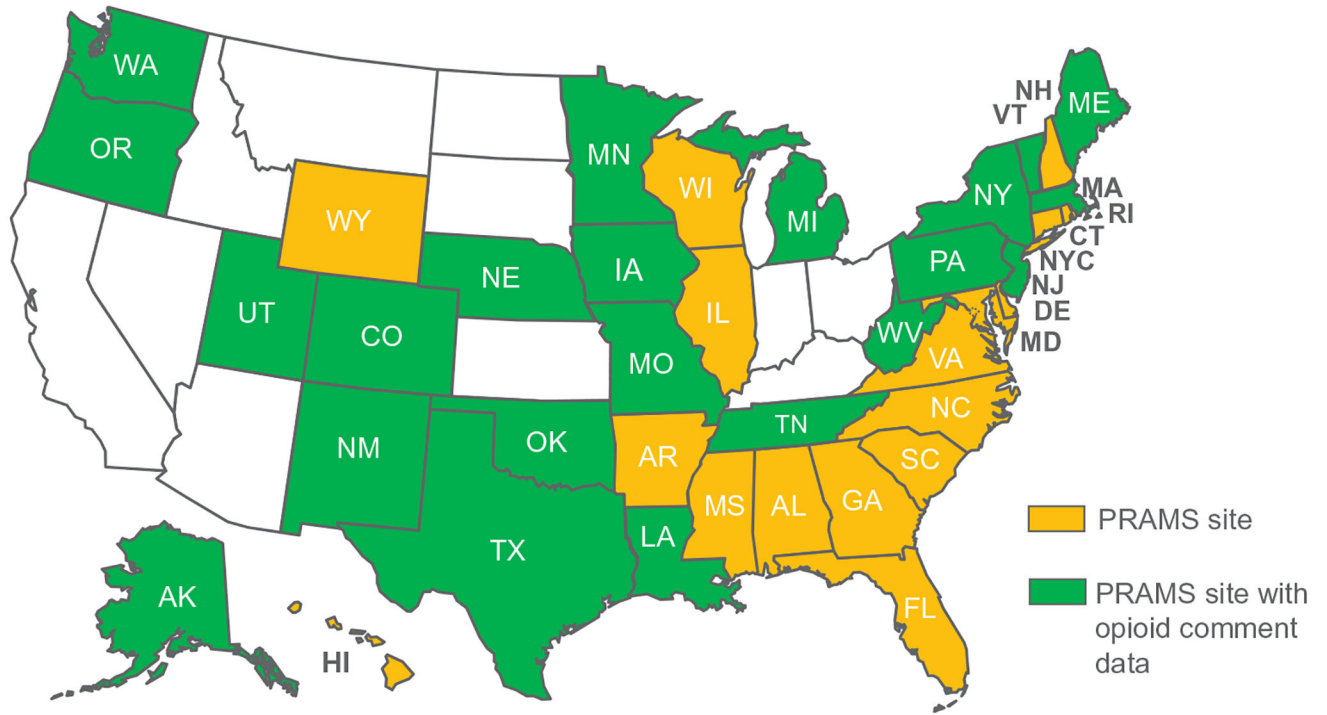 WA
OR
WY
UT
CO
NM
NE
MN
IA
MO
OK
TX
AR
LA
WI
IL
MI
TN
MS
AL
GA
FL
SC
NC
VA
WV
PA
NY
VT
NH
ME
MA
RI
CT
NYC
NJ
DE
MD
AK
HI
PRAMS site
PRAMS site with
opioid comment
data